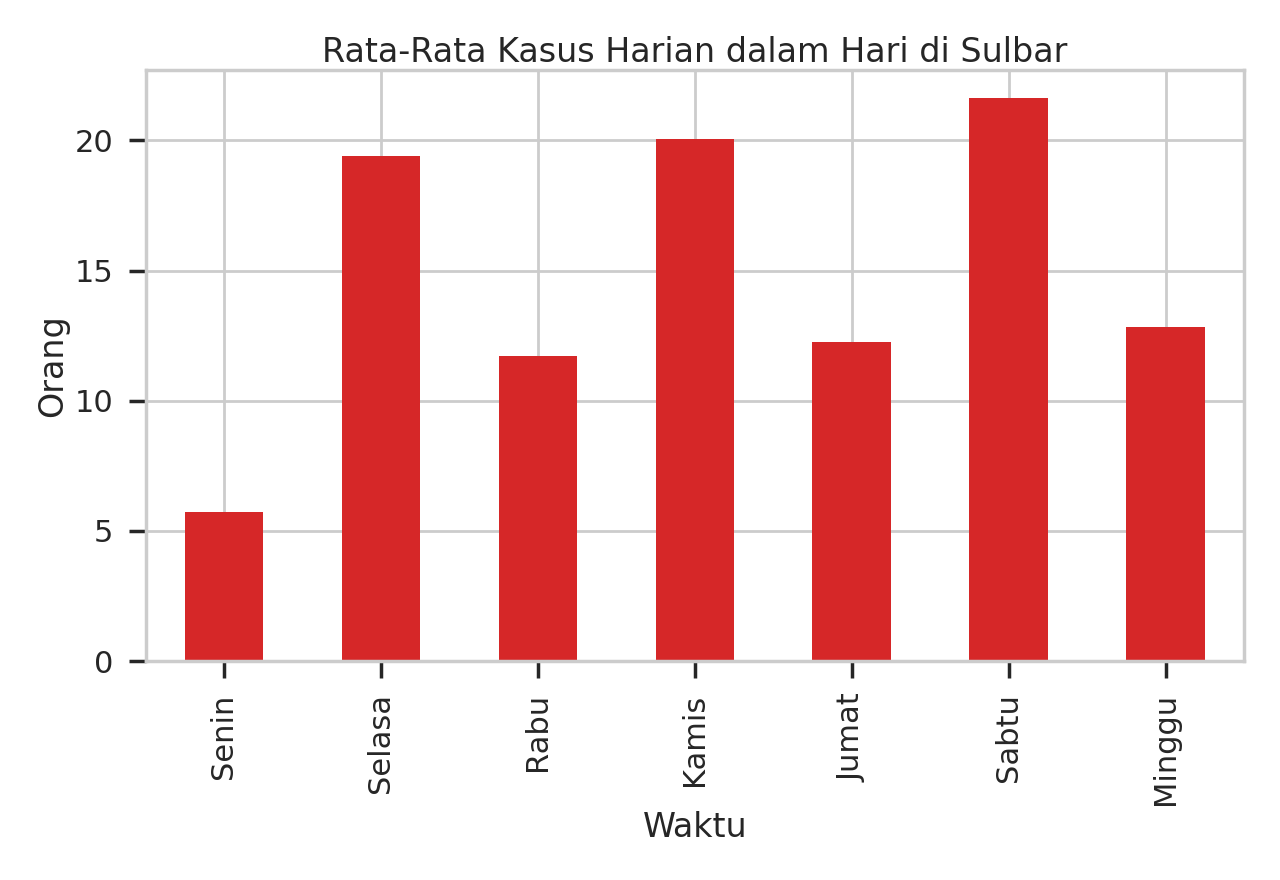 Rata-Rata Kasus Harian dalam Hari di Sulbar
Orang
20
15
10
5
0
Senin
Selasa
Rabu
Kamis
Jumat
Sabtu
Minggu
Waktu